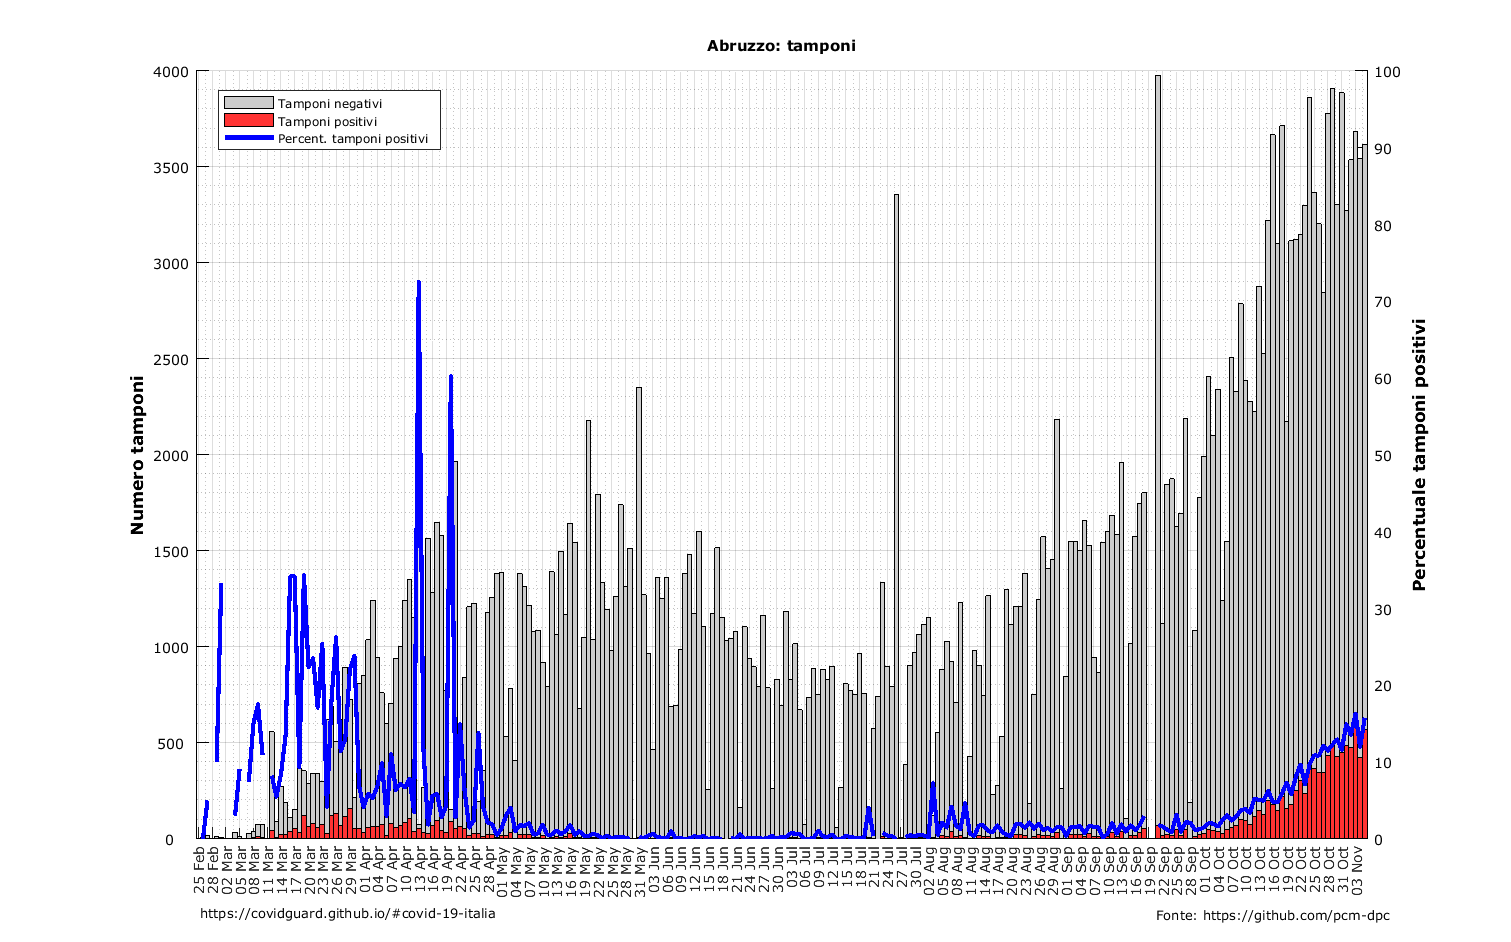 Abruzzo: tamponi
Tamponi negativi
Tamponi positivi
Percent. tamponi positivi
Numero tamponi
4000
3500
3000
2500
2000
1500
1000
500
0
Percentuale tamponi positivi
100
90
80
70
60
50
40
30
20
10
0
25 Feb
28 Feb
02 Mar
05 Mar
08 Mar
11 Mar
14 Mar
17 Mar
20 Mar
23 Mar
26 Mar
29 Mar
01 Apr
04 Apr
07 Apr
10 Apr
13 Apr
16 Apr
19 Apr
22 Apr
25 Apr
28 Apr
01 May
04 May
07 May
10 May
13 May
16 May
19 May
22 May
25 May
28 May
31 May
03 Jun
06 Jun
09 Jun
12 Jun
15 Jun
18 Jun
21 Jun
24 Jun
27 Jun
30 Jun
03 Jul
06 Jul
09 Jul
12 Jul
15 Jul
18 Jul
21 Jul
24 Jul
27 Jul
30 Jul
02 Aug
05 Aug
08 Aug
11 Aug
14 Aug
17 Aug
20 Aug
23 Aug
26 Aug
29 Aug
01 Sep
04 Sep
07 Sep
10 Sep
13 Sep
16 Sep
19 Sep
22 Sep
25 Sep
28 Sep
01 Oct
04 Oct
07 Oct
10 Oct
13 Oct
16 Oct
19 Oct
22 Oct
25 Oct
28 Oct
31 Oct
03 Nov
https://covidguard.github.io/#covid-19-italia
Fonte: https://github.com/pcm-dpc